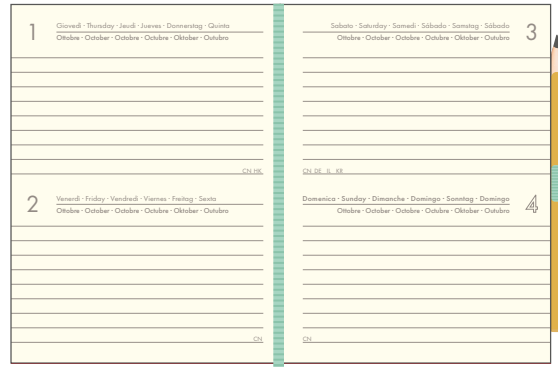 1
Giovedì · Thursday · Jeudi · Jueves · Donnerstag · Quinta
Ottobre · October · Octobre · Octubre · Oktober · Outubro
CN HK
2
Venerdì · Friday · Vendredi · Viernes · Freitag · Sexta
Ottobre · October · Octobre · Octubre · Oktober · Outubro
CN
Sabato · Saturday · Samedi · Sábado · Samstag · Sábado
3
Ottobre · October · Octobre · Octubre · Oktober · Outubro
CN DE IL KR
Domenica · Sunday · Dimanche · Domingo · Sonntag · Domingo
4
Ottobre · October · Octobre · Octubre · Oktober · Outubro
CN